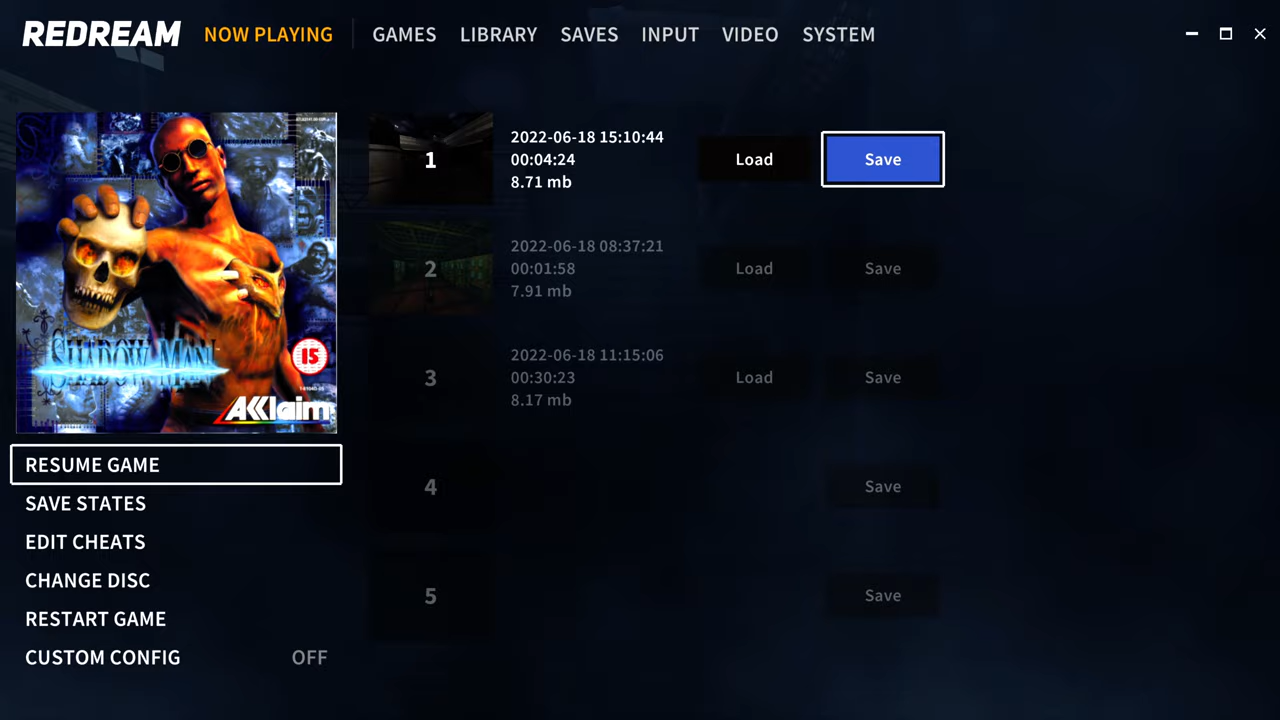 REDREAM
NOW PLAYING
GAMES
LIBRARY
SAVES
INPUT
VIDEO
SYSTEM
SHADOW MAN
15
AKKlaim
RESUME GAME
SAVE STATES
EDIT CHEATS
CHANGE DISC
RESTART GAME
CUSTOM CONFIG OFF
1
2022-06-18 15:10:44
00:04:24
8.71 mb
Load
Save
2
2022-06-18 08:37:21
00:01:58
7.91 mb
Load
Save
3
2022-06-18 11:15:06
00:30:23
8.17 mb
Load
Save
4
Save
5
Save